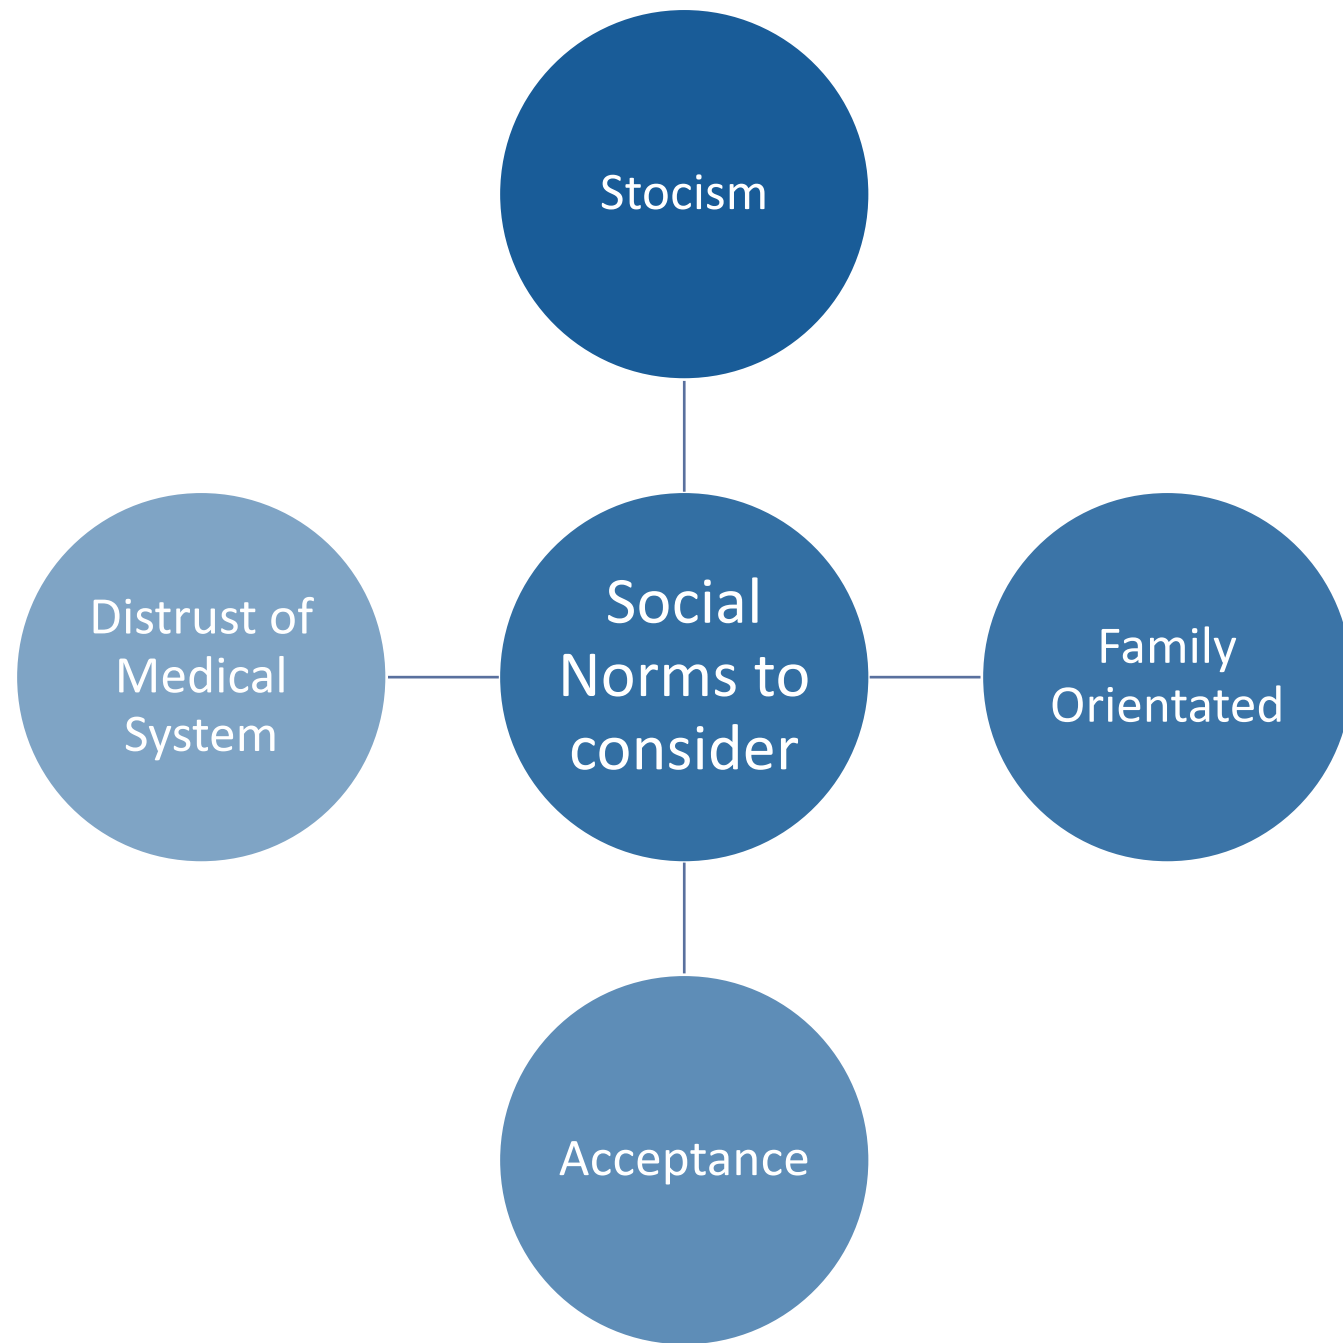 Stocism
Distrust of
Medical
System
Social
Norms to
consider
Family
Orientated
Acceptance